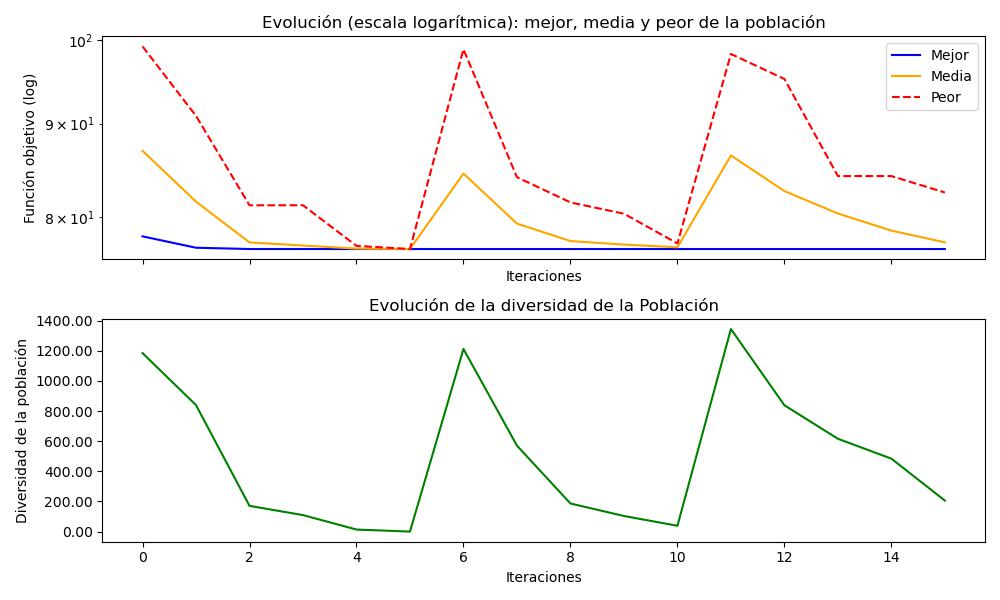 Evolución (escala logarítmica): mejor, media y peor de la población
Función objetivo (log)
10²
9 × 10¹
8 × 10¹
Mejor
Media
Peor
Iteraciones
Evolución de la diversidad de la Población
Diversidad de la población
1400.00
1200.00
1000.00
800.00
600.00
400.00
200.00
0.00
0 2 4 6 8 10 12 14
Iteraciones